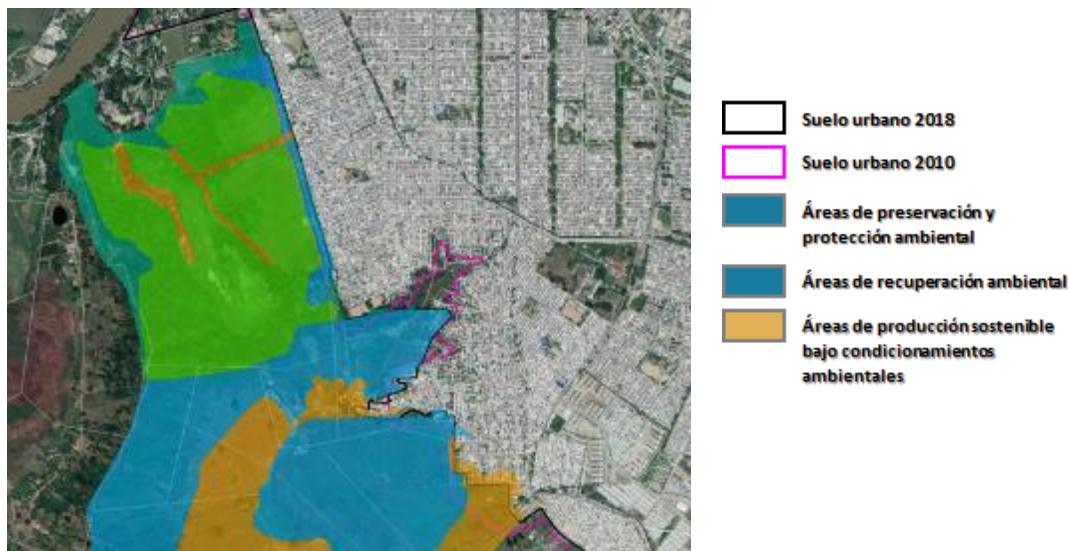 Suelo urbano 2018
Suelo urbano 2010
Áreas de preservación y
protección ambiental
Áreas de recuperación ambiental
Áreas de producción sostenible
bajo condicionamientos
ambientales